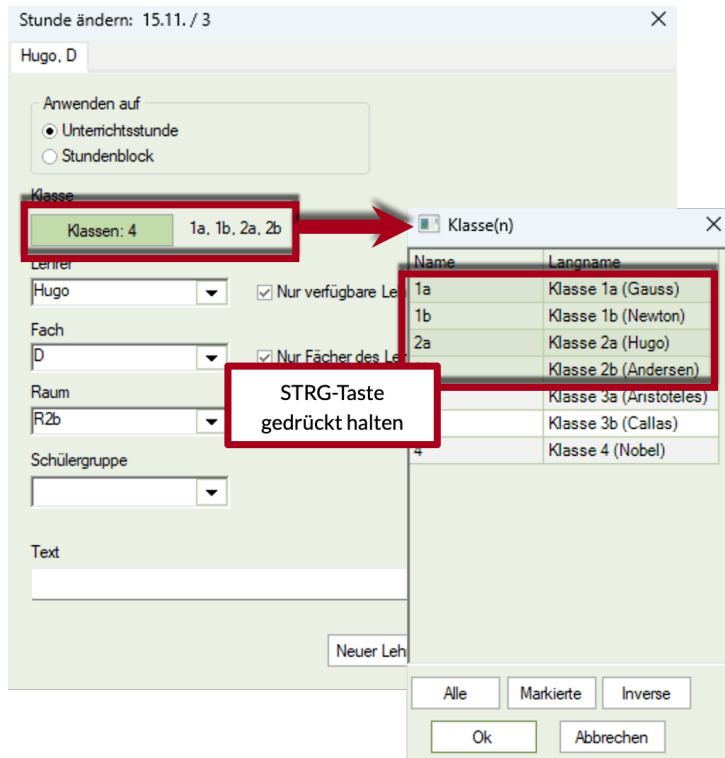 Stunde ändern: 15.11. / 3
Hugo, D
Anwenden auf
Unterrichtsstunde
Stundenblock
Klasse
Klassen: 4
1a, 1b, 2a, 2b
Lehrer
Hugo
Nur verfügbare Leh
Fach
D
Nur Fächer des Leh
Raum
R2b
Schülergruppe
Text
Neuer Leh
STRG-Taste
gedrückt halten
Klasse(n)
Name Langname
1a Klasse 1a (Gauss)
1b Klasse 1b (Newton)
2a Klasse 2a (Hugo)
Klasse 2b (Andersen)
Klasse 3a (Aristoteles)
Klasse 3b (Callas)
4 Klasse 4 (Nobel)
Alle Markierte Inverse
Ok Abbrechen